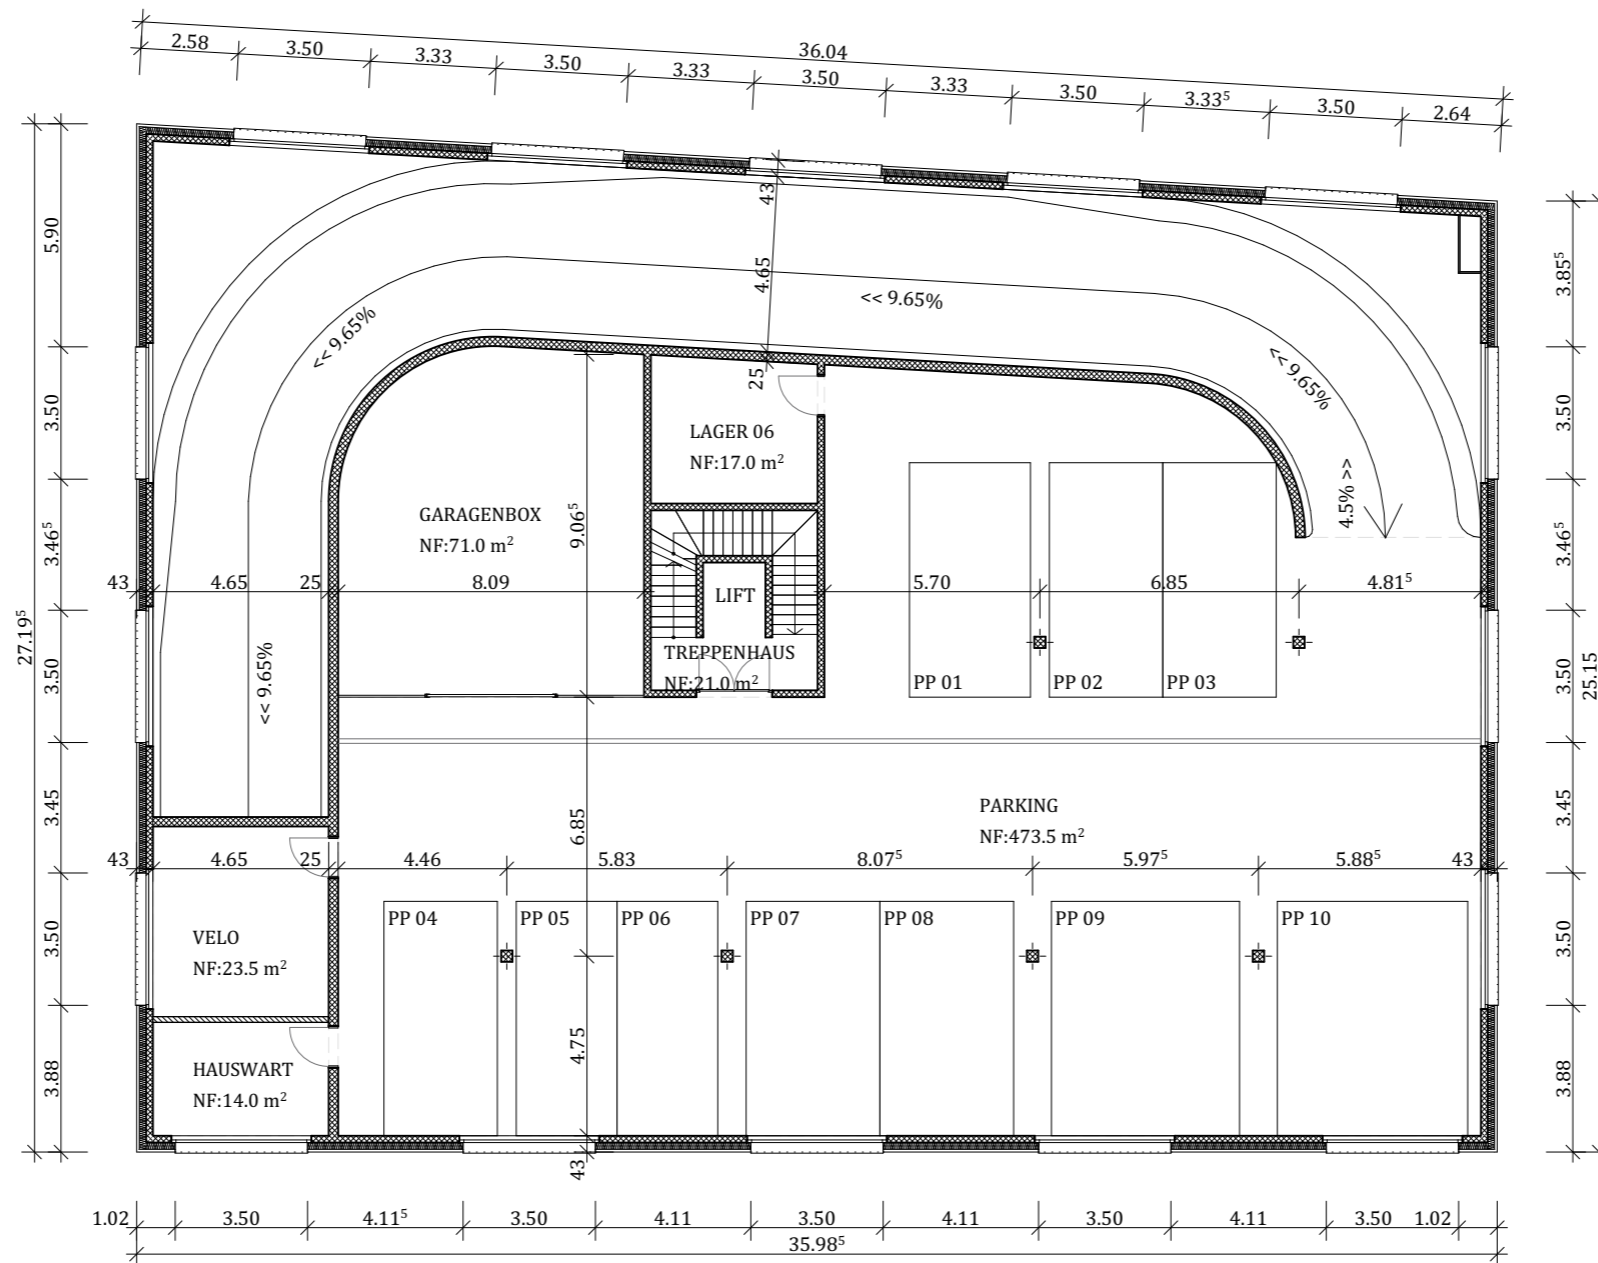 36.04
2.58 3.50 3.33 3.50 3.33 3.50 3.33 3.50 3.33⁵ 3.50 2.64
27.19⁵
5.90
3.50
3.46⁵
3.50
3.45
3.50
3.88
43
4.65
25
<< 9.65%
<< 9.65%
<< 9.65%
<< 9.65%
4.5% >>
LAGER 06
NF:17.0 m²
GARAGENBOX
NF:71.0 m²
9.06⁵
43 4.65 25 8.09 5.70 6.85 4.81⁵
LIFT
TREPPENHAUS
NF:21.0 m²
PP 01 PP 02 PP 03
6.85
PARKING
NF:473.5 m²
43 4.65 25 4.46 5.83 8.07⁵ 5.97⁵ 5.88⁵ 43
PP 04 PP 05 PP 06 PP 07 PP 08 PP 09 PP 10
VELO
NF:23.5 m²
4.75
HAUSWART
NF:14.0 m²
43
3.85⁵
3.50
3.46⁵
3.50
3.45
3.50
3.88
25.15
1.02 3.50 4.11⁵ 3.50 4.11 3.50 4.11 3.50 4.11 3.50 1.02
35.98⁵